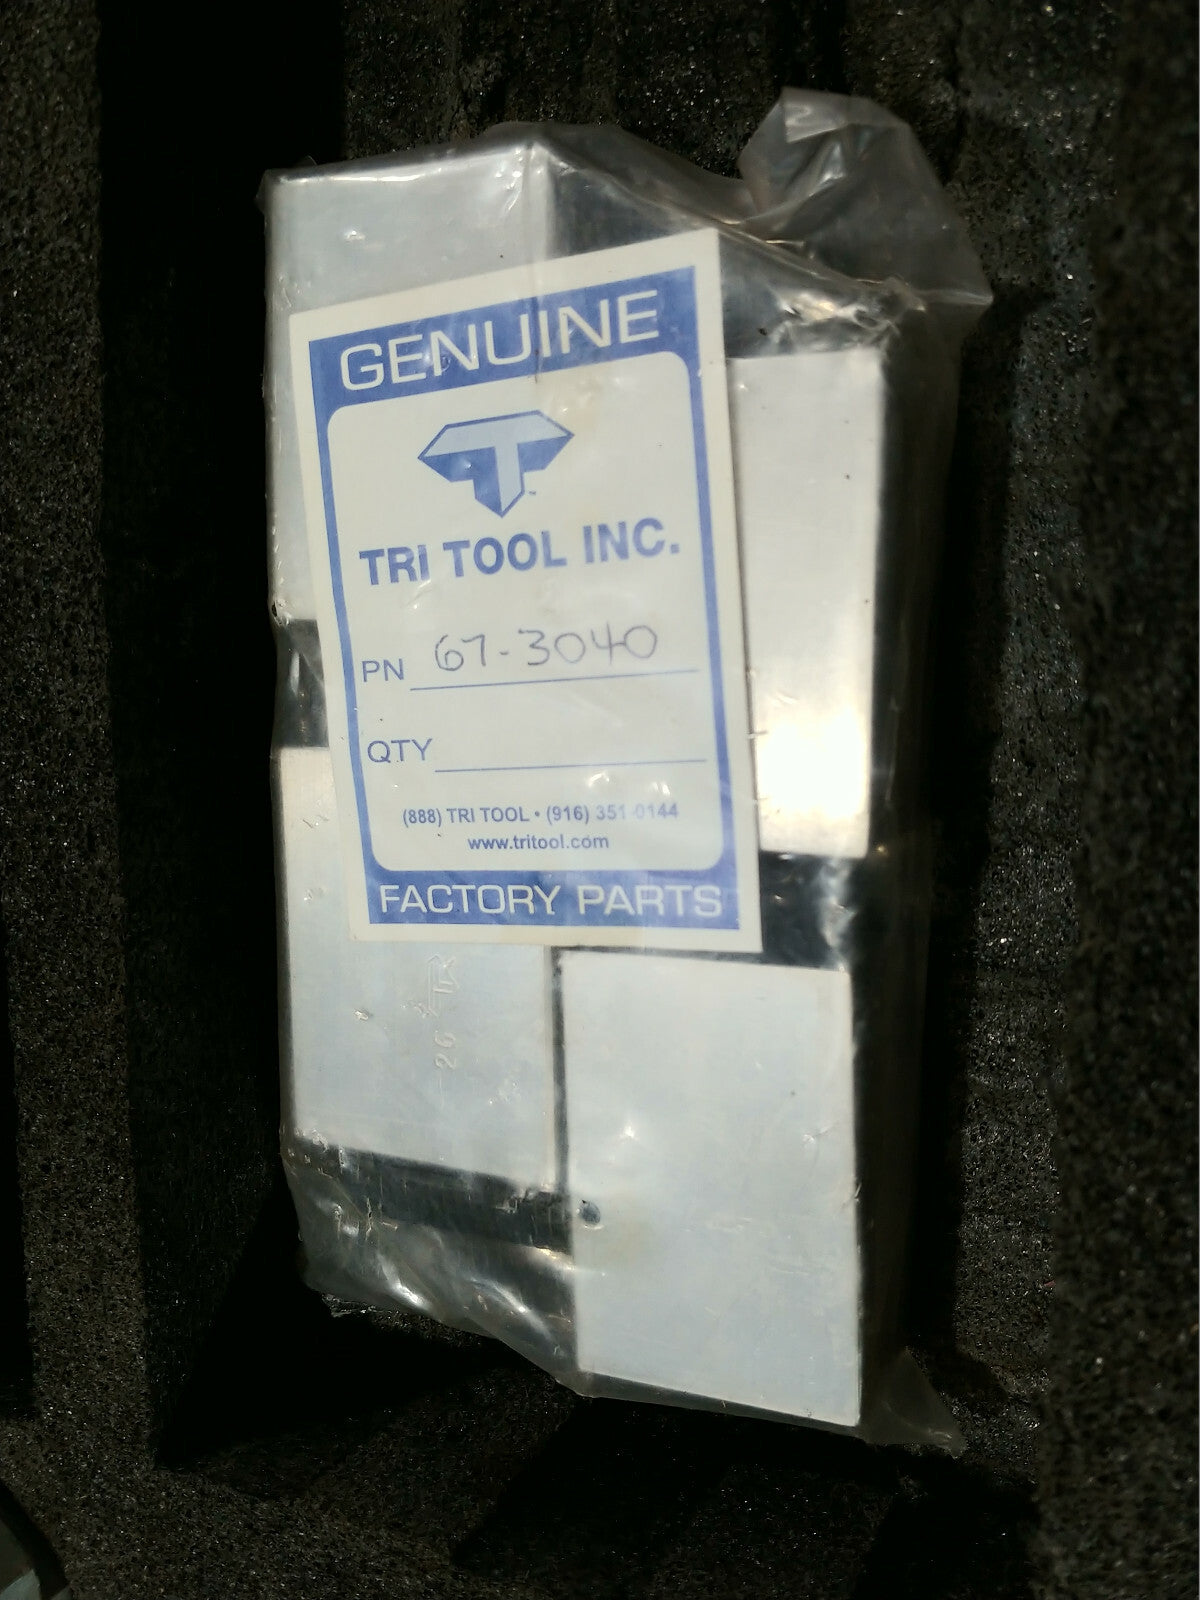 GENUINE
TRI TOOL INC.
PN 67-3040
QTY
(888) TRI TOOL • (916) 351-0144
www.tritool.com
FACTORY PARTS
26